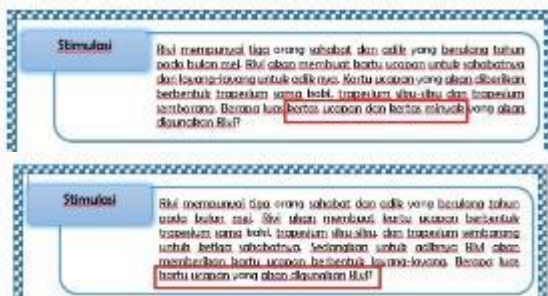 Stimulasi
Rivi mempunyai tiga orang sahabat dan adik yang berulang tahun
pada bulan mei. Rivi akan membuat kartu ucapan untuk sahabatnya
dan layang-layang untuk adiknya. Kartu ucapan yang akan diberikan
berbentuk trapesium sama kaki, trapesium siku-siku dan trapesium
sembarang. Berapa luas kertas ucapan dan kertas minyak yang akan
digunakan Rivi?
Stimulasi
Rivi mempunyai tiga orang sahabat dan adik yang berulang tahun
pada bulan mei. Rivi akan membuat kartu ucapan berbentuk
trapesium sama kaki, trapesium siku-siku, dan trapesium sembarang
untuk ketiga sahabatnya. Sedangkan untuk adiknya Rivi akan
memberikan kartu ucapan berbentuk layang-layang. Berapa luas
kartu ucapan yang akan digunakan Rivi?